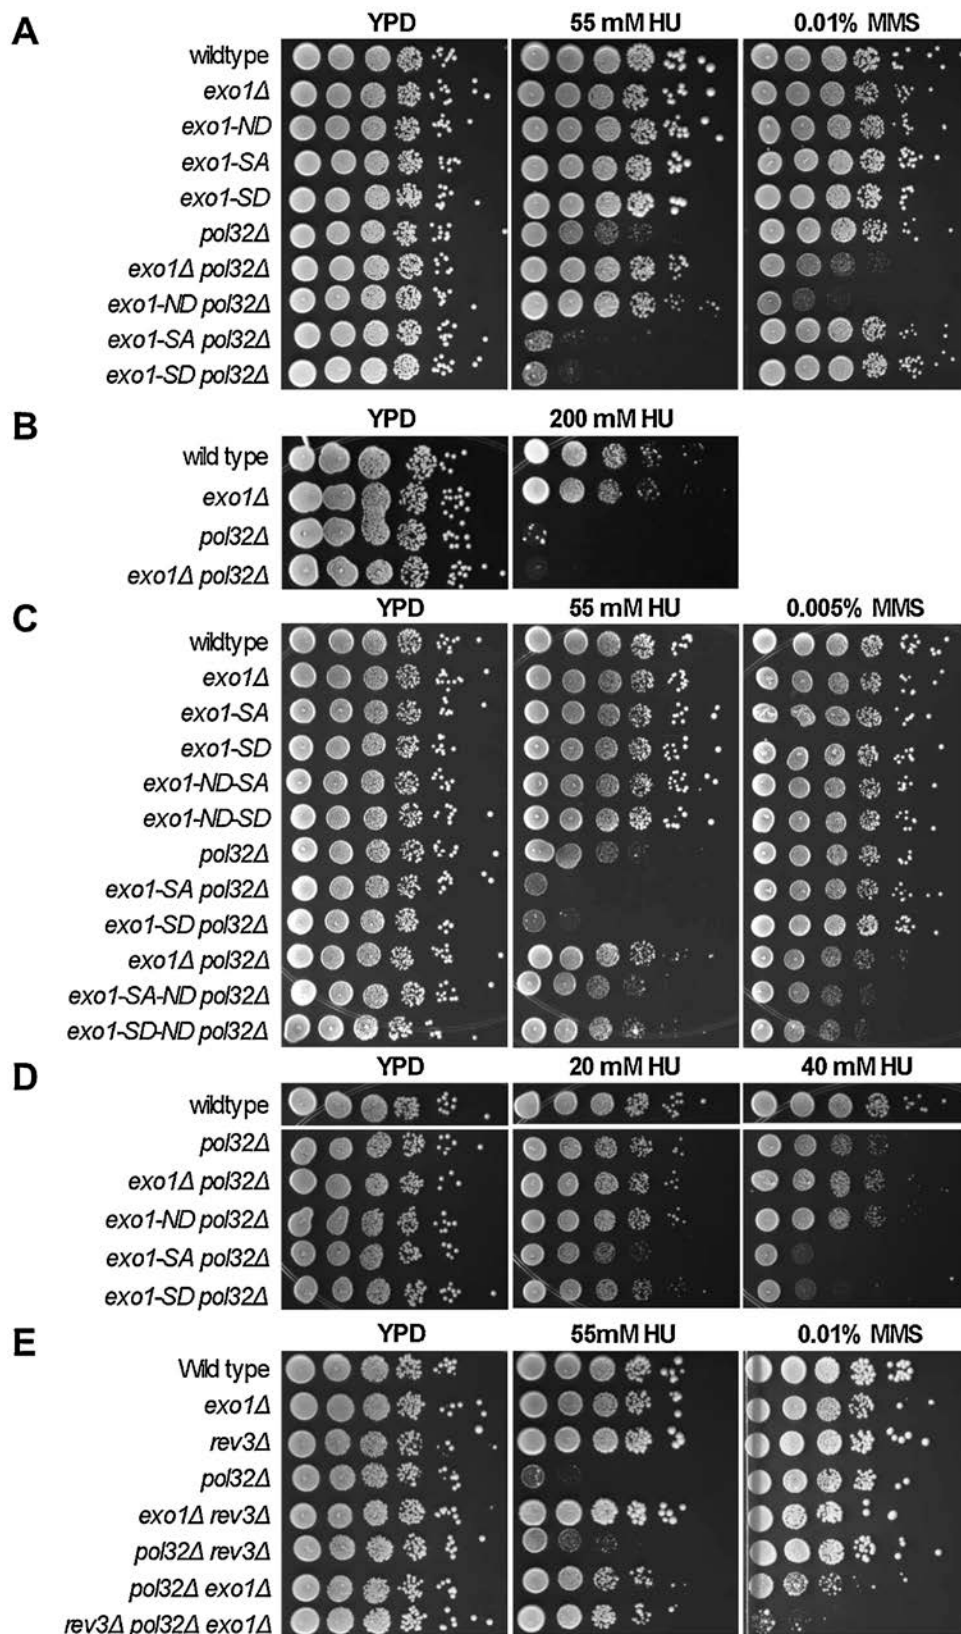 A
YPD 55 mM HU 0.01% MMS
wildtype
exo1Δ
exo1-ND
exo1-SA
exo1-SD
pol32Δ
exo1Δ pol32Δ
exo1-ND pol32Δ
exo1-SA pol32Δ
exo1-SD pol32Δ
B
YPD 200 mM HU
wild type
exo1Δ
pol32Δ
exo1Δ pol32Δ
C
YPD 55 mM HU 0.005% MMS
wildtype
exo1Δ
exo1-SA
exo1-SD
exo1-ND-SA
exo1-ND-SD
pol32Δ
exo1-SA pol32Δ
exo1-SD pol32Δ
exo1Δ pol32Δ
exo1-SA-ND pol32Δ
exo1-SD-ND pol32Δ
D
YPD 20 mM HU 40 mM HU
wildtype
pol32Δ
exo1Δ pol32Δ
exo1-ND pol32Δ
exo1-SA pol32Δ
exo1-SD pol32Δ
E
YPD 55mM HU 0.01% MMS
Wild type
exo1Δ
rev3Δ
pol32Δ
exo1Δ rev3Δ
pol32Δ rev3Δ
pol32Δ exo1Δ
rev3Δ pol32Δ exo1Δ